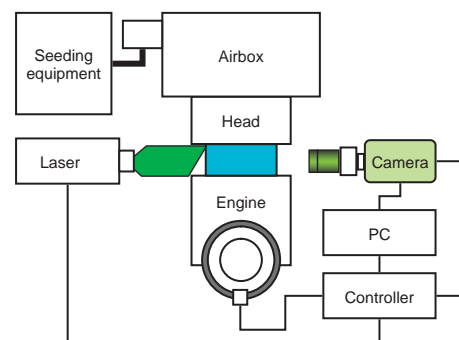 Seeding
equipment
Airbox
Head
Laser
Camera
Engine
PC
Controller